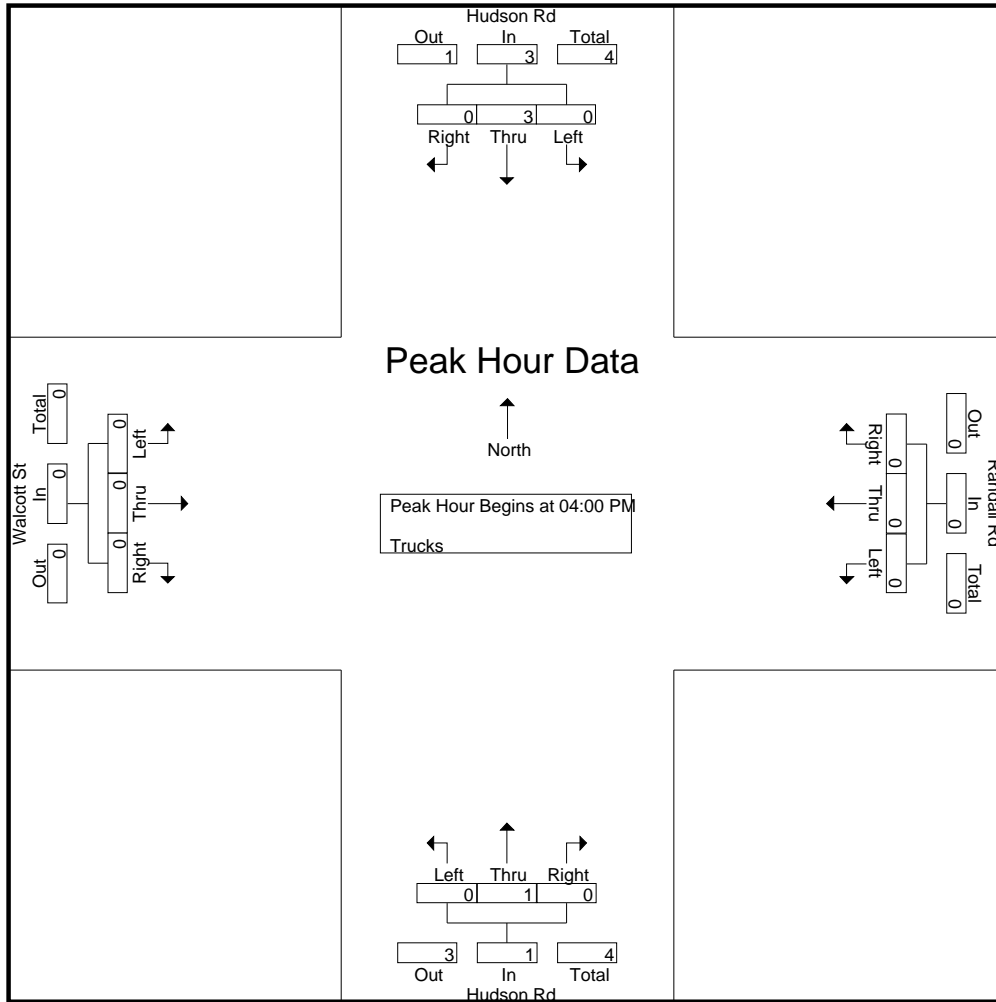 Hudson Rd
Out In Total
1 3 4
0 3 0
Right Thru Left
Peak Hour Data
North
Peak Hour Begins at 04:00 PM
Trucks
Walcott St
Total In Out
0 0 0
0 0 0
Left Thru Right
Right Thru Left
0 0 0
Out In Total
0 0 0
Randall Rd
Left Thru Right
0 1 0
3 1 4
Out In Total
Hudson Rd